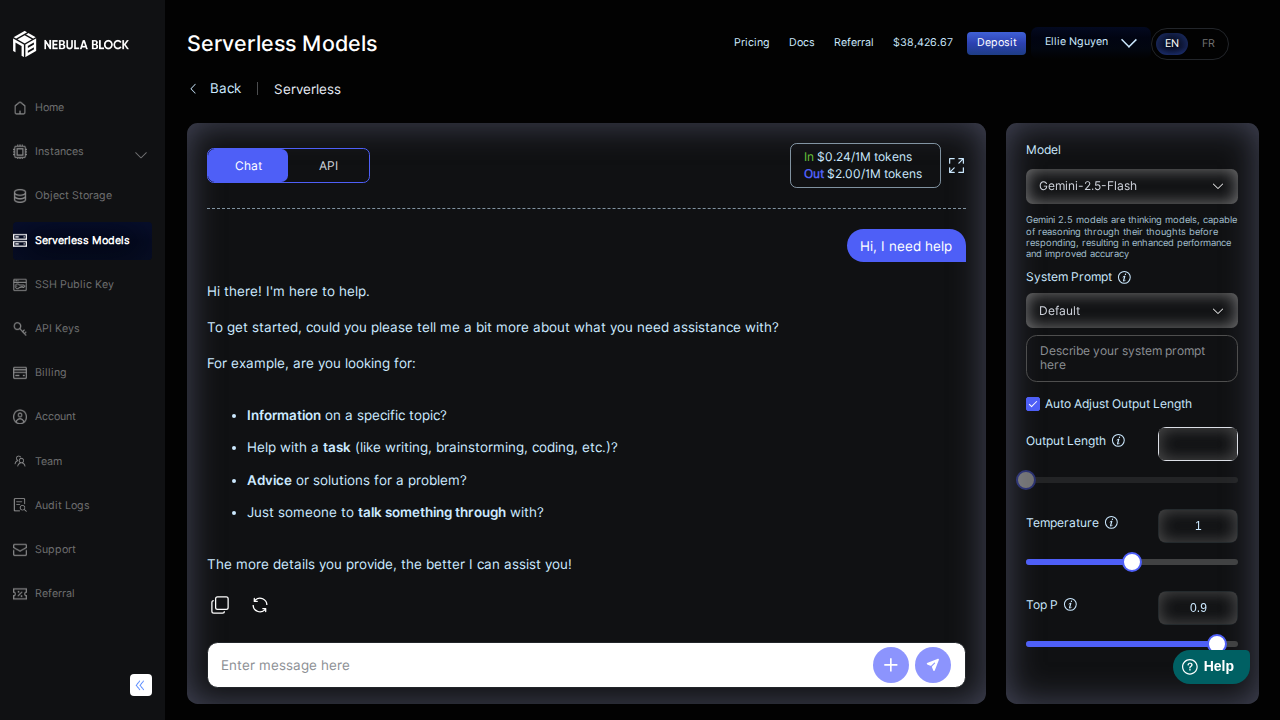 NEBULA BLOCK
Home
Instances
Object Storage
Serverless Models
SSH Public Key
API Keys
Billing
Account
Team
Audit Logs
Support
Referral
Serverless Models
Pricing
Docs
Referral
$38,426.67
Deposit
Ellie Nguyen
EN
FR
Back
Serverless
Chat
API
In $0.24/1M tokens
Out $2.00/1M tokens
Hi, I need help
Hi there! I'm here to help.
To get started, could you please tell me a bit more about what you need assistance with?
For example, are you looking for:
• Information on a specific topic?
• Help with a task (like writing, brainstorming, coding, etc.)?
• Advice or solutions for a problem?
• Just someone to talk something through with?
The more details you provide, the better I can assist you!
Enter message here
Model
Gemini-2.5-Flash
Gemini 2.5 models are thinking models, capable
of reasoning through their thoughts before
responding, resulting in enhanced performance
and improved accuracy
System Prompt
Default
Describe your system prompt
here
Auto Adjust Output Length
Output Length
Temperature
1
Top P
0.9
Help